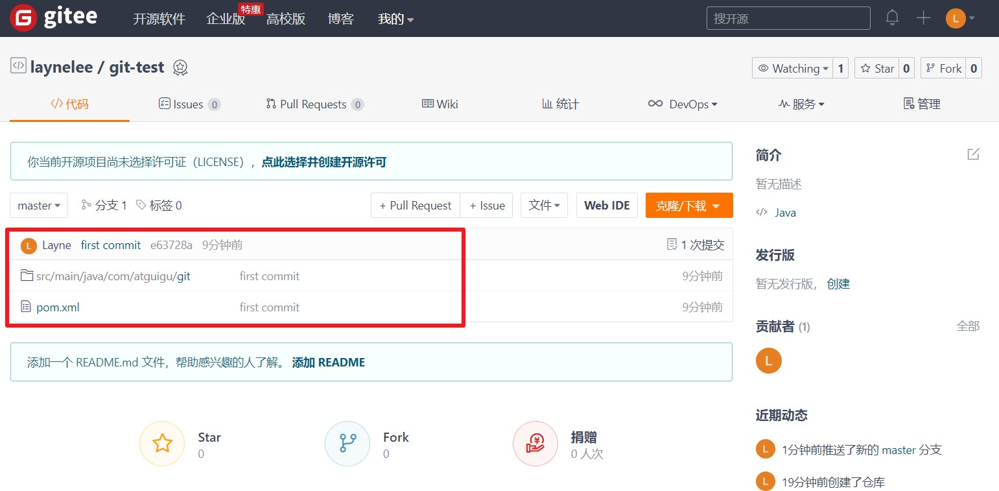 gitee 开源软件 企业版 特惠 高校版 博客 我的 搜开源 L
laynelee / git-test Watching 1 Star 0 Fork 0
代码 Issues 0 Pull Requests 0 Wiki 统计 DevOps 服务 管理
你当前开源项目尚未选择许可证（LICENSE），点此选择并创建开源许可
master 分支 1 标签 0 + Pull Request + Issue 文件 Web IDE 克隆/下载
L Layne first commit e63728a 9分钟前 1 次提交
src/main/java/com/atguigu/git first commit 9分钟前
pom.xml first commit 9分钟前
添加一个 README.md 文件，帮助感兴趣的人了解。 添加 README
Star
0
Fork
0
捐赠
0 人次
简介
暂无描述
Java
发行版
暂无发行版， 创建
贡献者 (1) 全部
L
近期动态
L 1分钟前推送了新的 master 分支
L 19分钟前创建了仓库